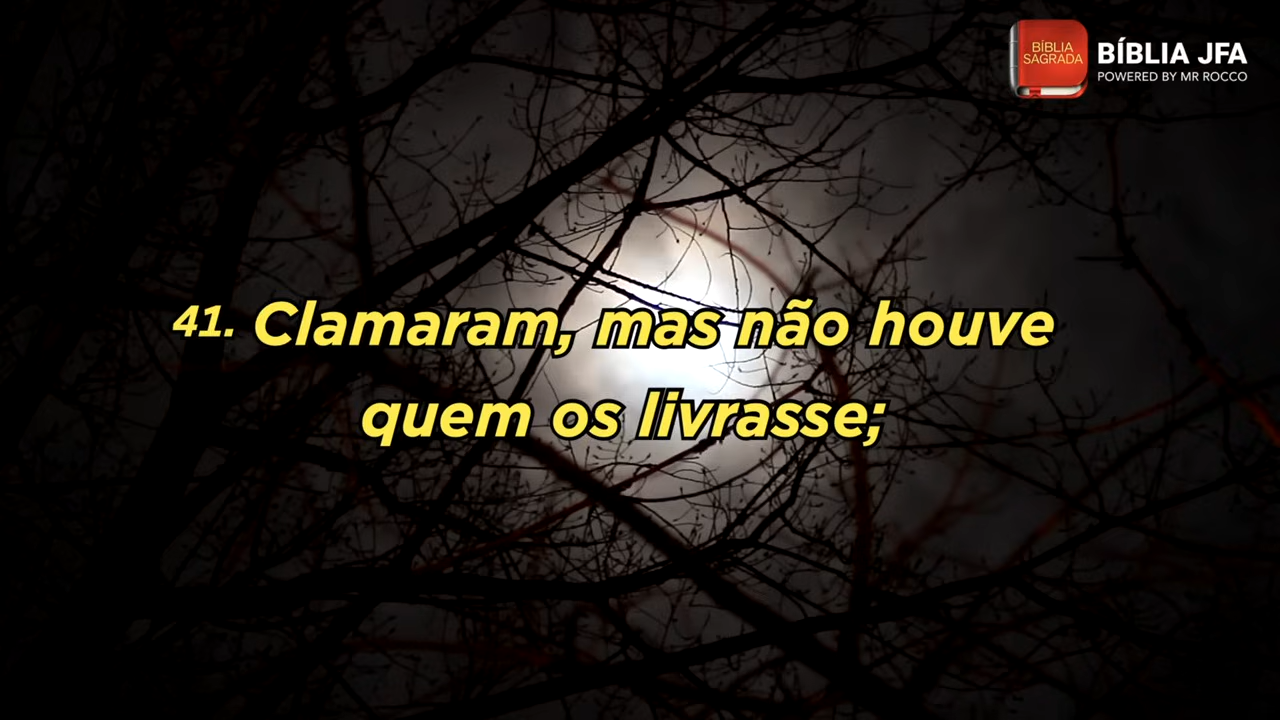 BÍBLIA
SAGRADA
BÍBLIA JFA
POWERED BY MR ROCCO
41. Clamaram, mas não houve
quem os livrasse;